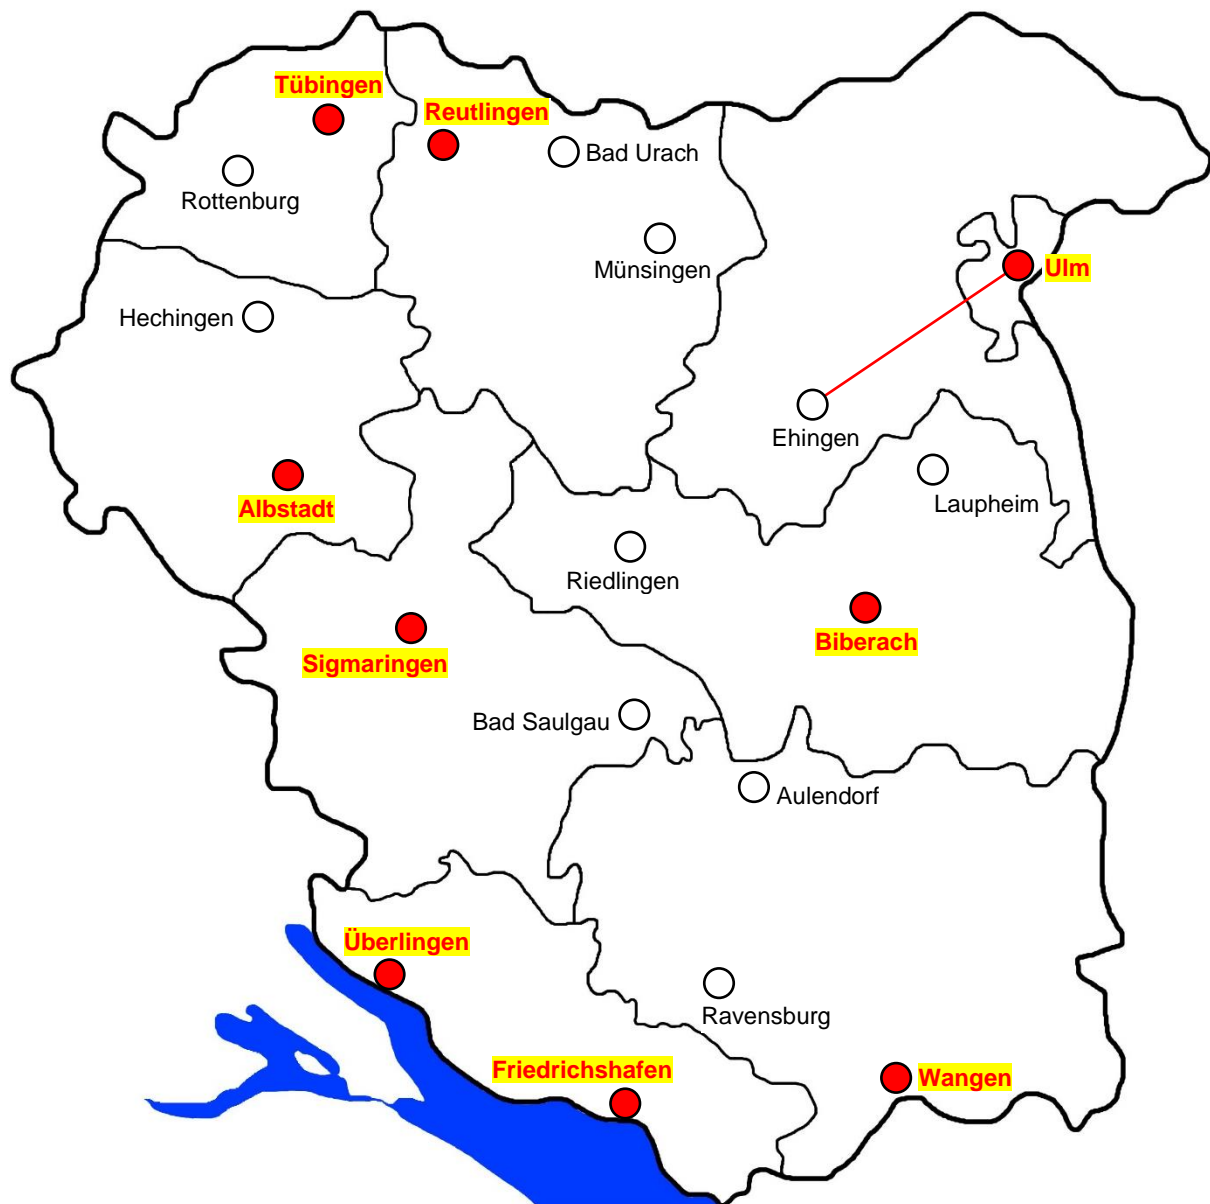 Tübingen
Reutlingen
Bad Urach
Rottenburg
Münsingen
Ulm
Hechingen
Ehingen
Albstadt
Laupheim
Riedlingen
Biberach
Sigmaringen
Bad Saulgau
Aulendorf
Überlingen
Ravensburg
Friedrichshafen
Wangen